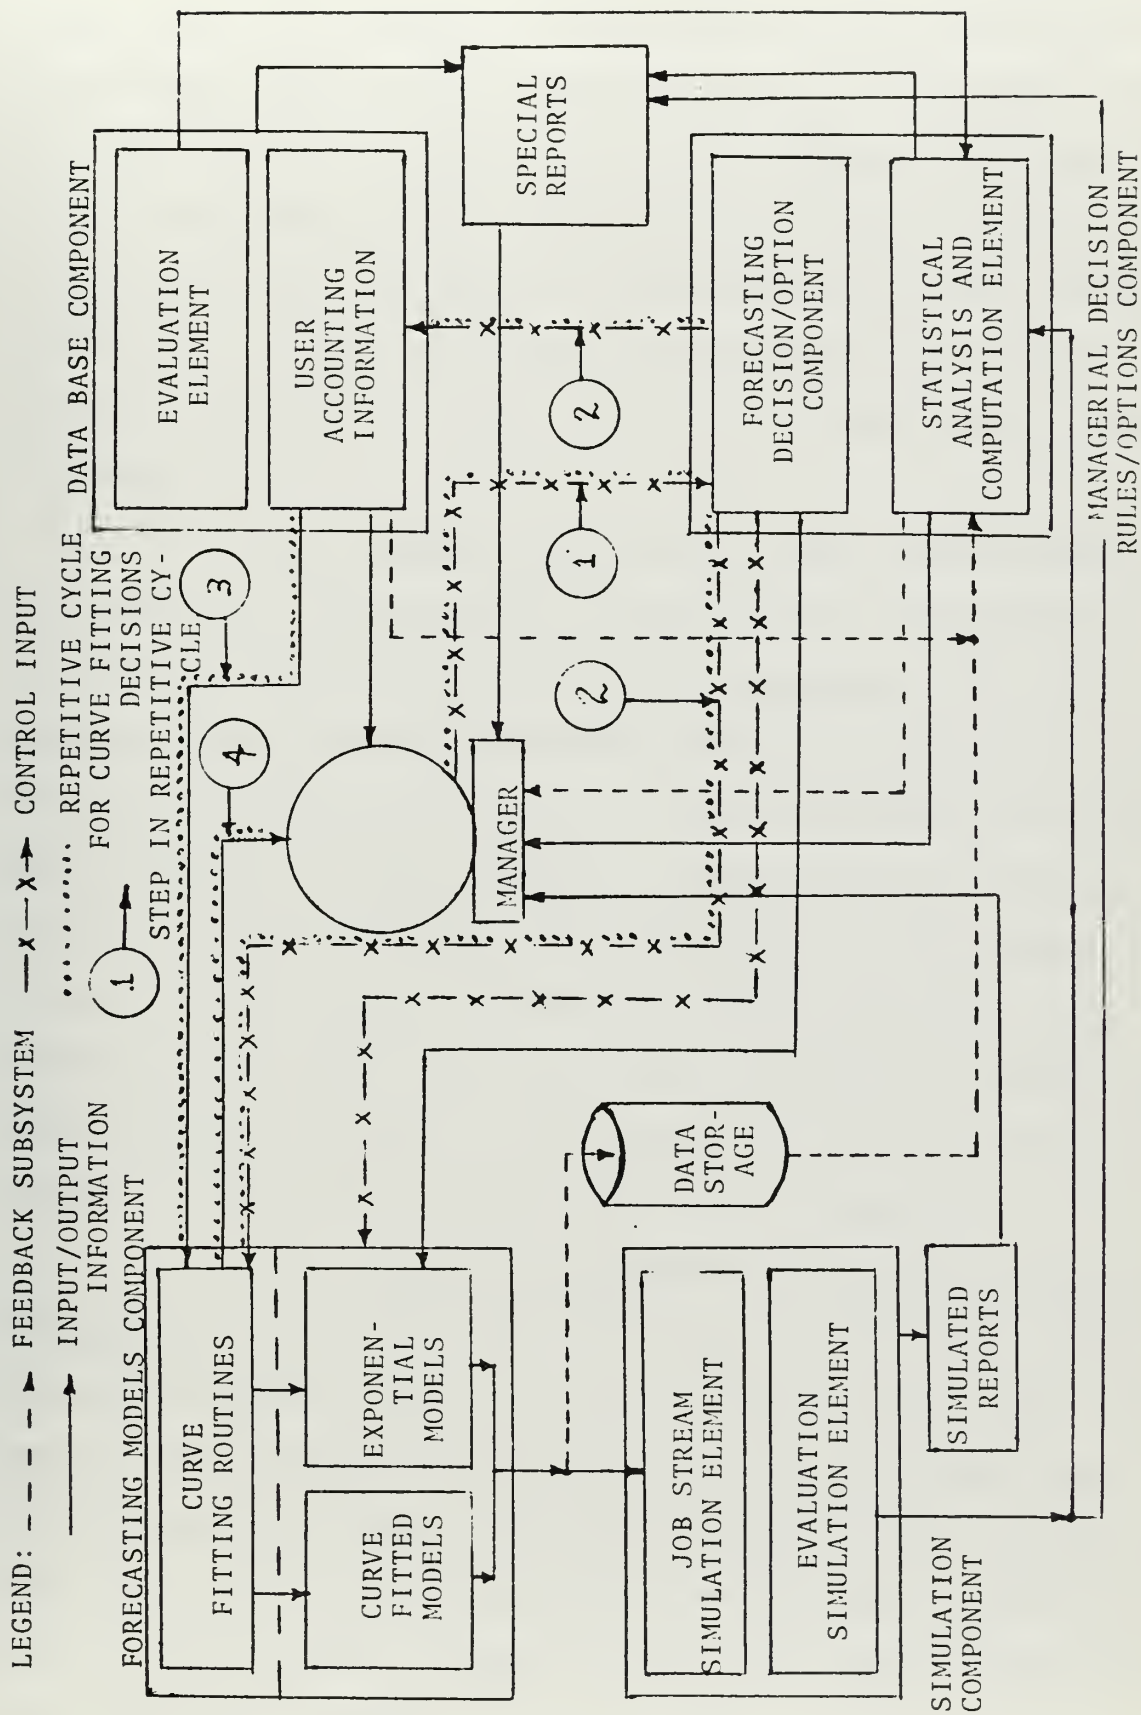 LEGEND: FEEDBACK SUBSYSTEM —x—x→ CONTROL INPUT
INPUT/OUTPUT
INFORMATION
REPETITIVE CYCLE
FOR CURVE FITTING
DECISIONS
1
STEP IN REPETITIVE CY-
CLE
FORECASTING MODELS COMPONENT
CURVE
FITTING ROUTINES
CURVE
FITTED
MODELS
EXPONEN-
TIAL
MODELS
4
3
DATA BASE COMPONENT
EVALUATION
ELEMENT
USER
ACCOUNTING
INFORMATION
MANAGER
SPECIAL
REPORTS
2
1
2
DATA
STOR-
AGE
JOB STREAM
SIMULATION ELEMENT
EVALUATION
SIMULATION ELEMENT
SIMULATION
COMPONENT
SIMULATED
REPORTS
FORECASTING
DECISION/OPTION
COMPONENT
STATISTICAL
ANALYSIS AND
COMPUTATION ELEMENT
MANAGERIAL DECISION
RULES/OPTIONS COMPONENT